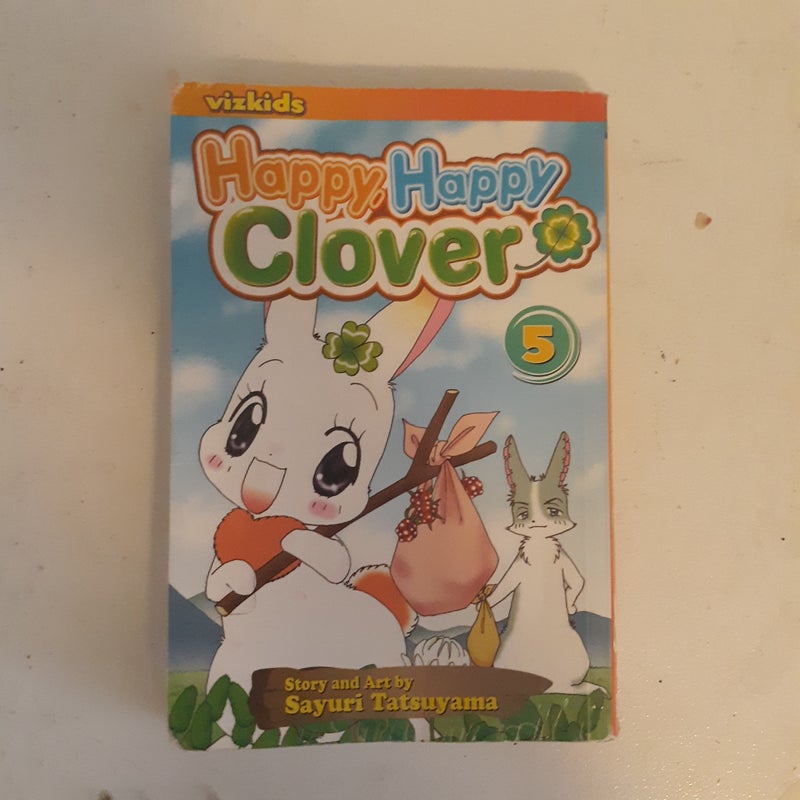 vizkids
Happy, Happy
Clover
5
Story and Art by
Sayuri Tatsuyama